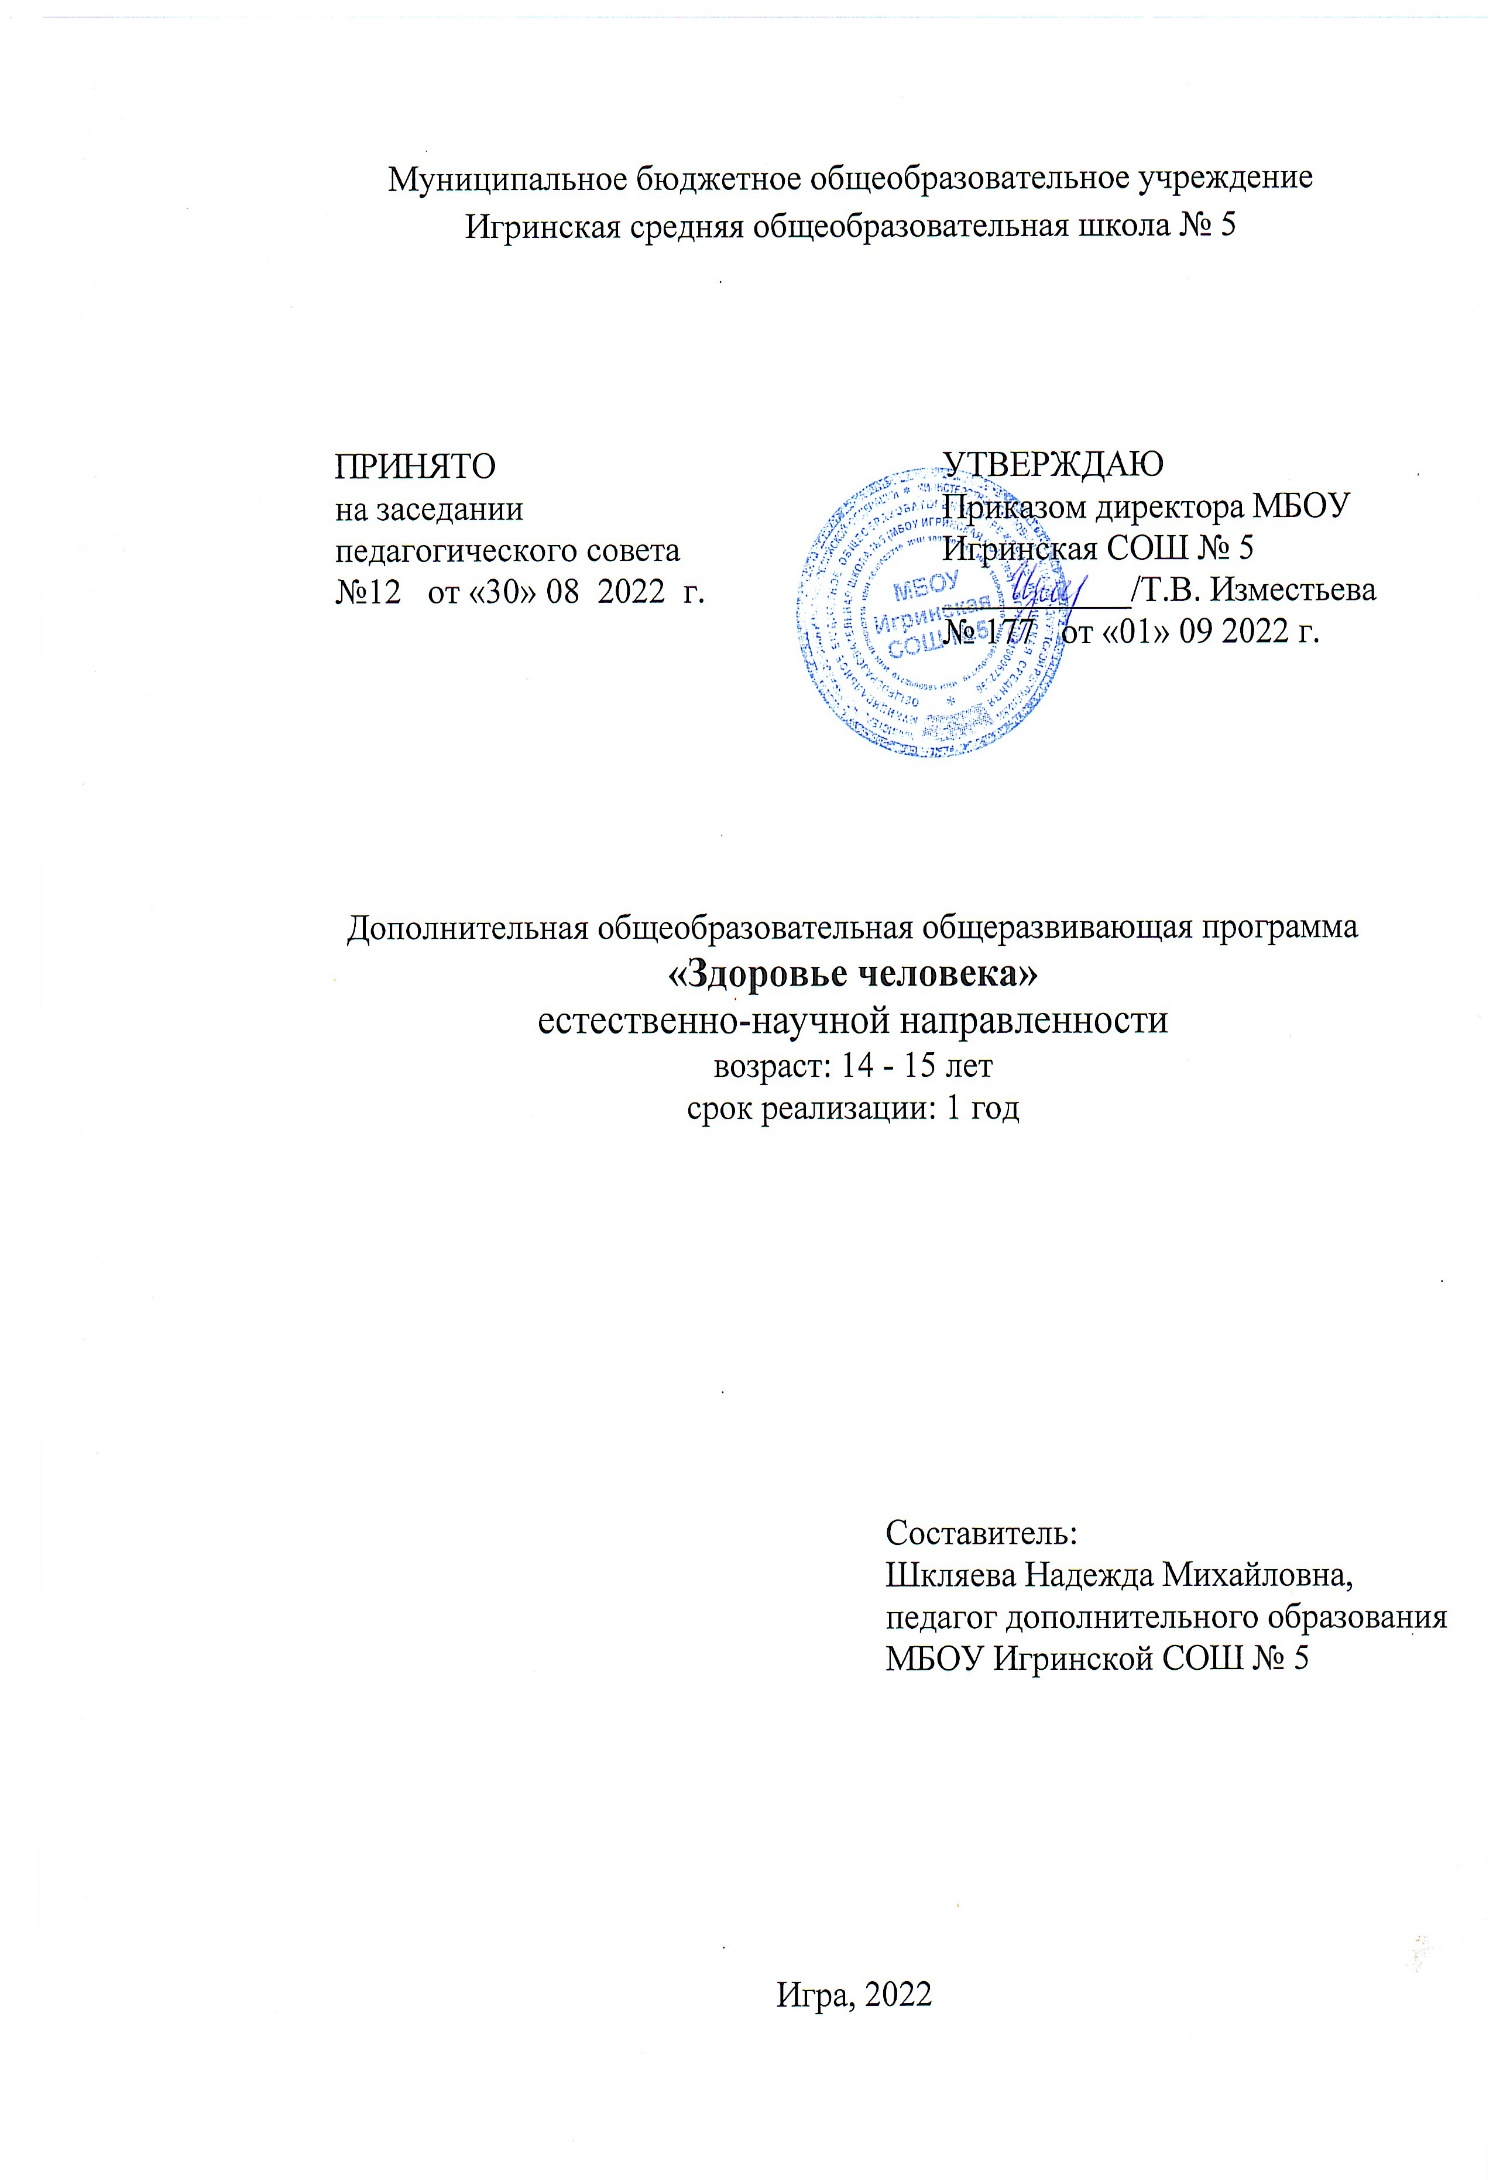 Муниципальное бюджетное общеобразовательное учреждение
Игринская средняя общеобразовательная школа № 5
ПРИНЯТО
на заседании
педагогического совета
№12 от «30» 08 2022 г.
УТВЕРЖДАЮ
Приказом директора МБОУ
Игринская СОШ № 5
/Т.В. Изместьева
№ 177 от «01» 09 2022 г.
МБОУ
Игринская
СОШ №5
Дополнительная общеобразовательная общеразвивающая программа
«Здоровье человека»
естественно-научной направленности
возраст: 14 - 15 лет
срок реализации: 1 год
Составитель:
Шкляева Надежда Михайловна,
педагог дополнительного образования
МБОУ Игринской СОШ № 5
Игра, 2022